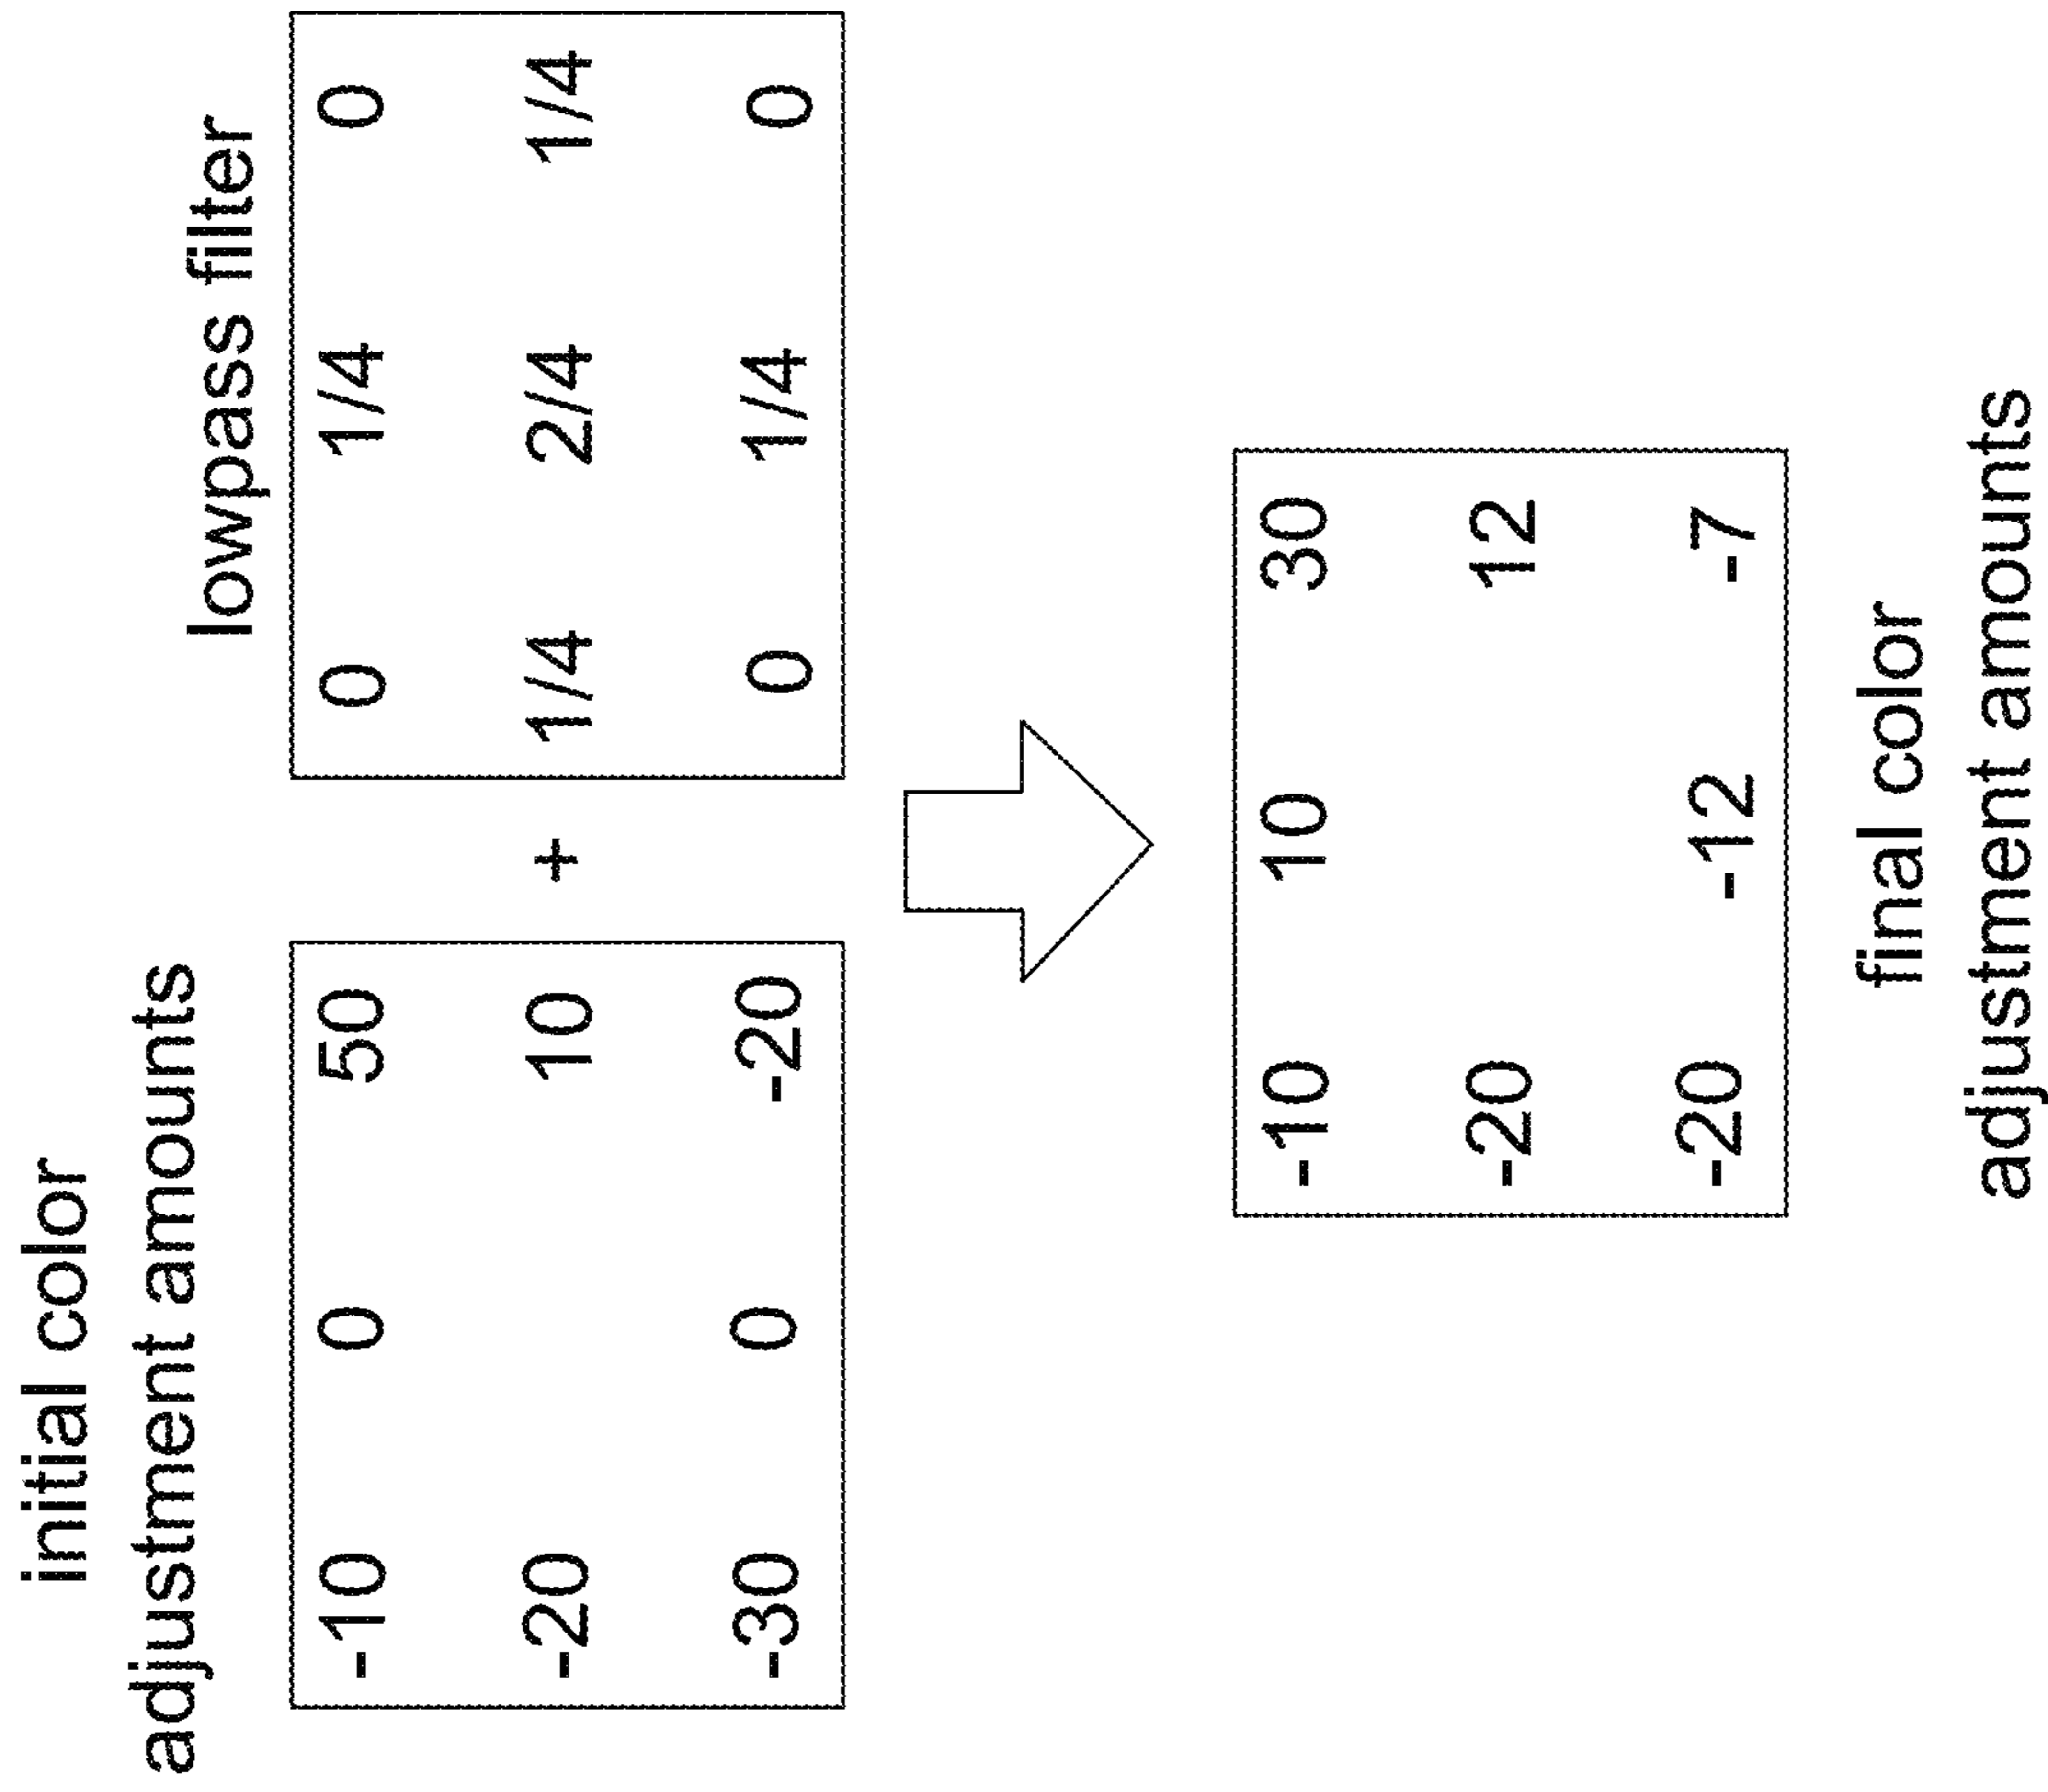 initial color
adjustment amounts
-10 0 50
-20 10
-30 0 -20
+
lowpass filter
0 1/4 0
1/4 2/4 1/4
0 1/4 0
-10 10 30
-20 12
-20 -12 -7
final color
adjustment amounts